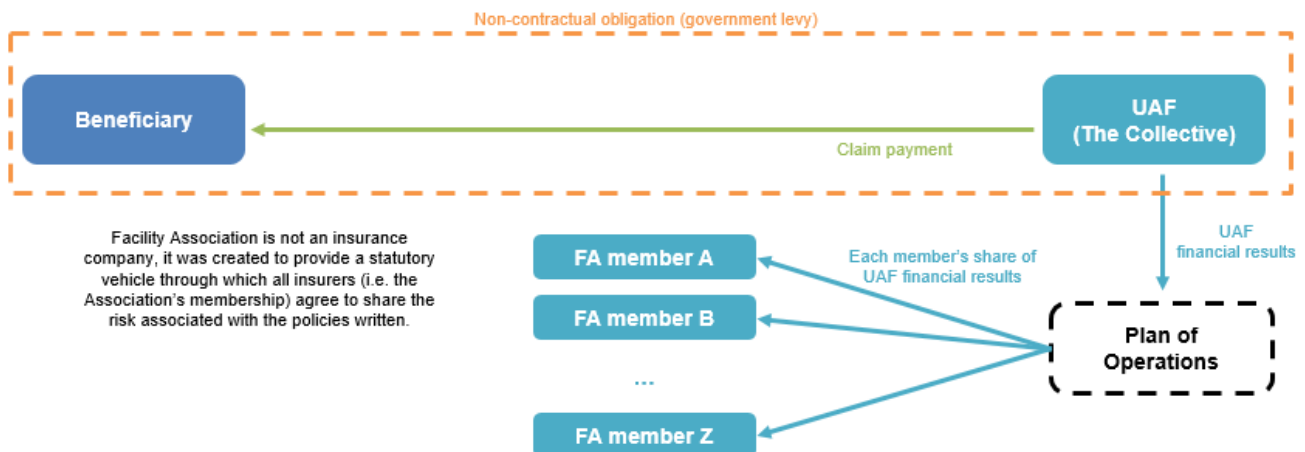 Non-contractual obligation (government levy)
Beneficiary
UAF
(The Collective)
Claim payment
Facility Association is not an insurance
company, it was created to provide a statutory
vehicle through which all insurers (i.e. the
Association's membership) agree to share the
risk associated with the policies written.
FA member A
FA member B
...
FA member Z
Each member's share of
UAF financial results
UAF
financial results
Plan of
Operations